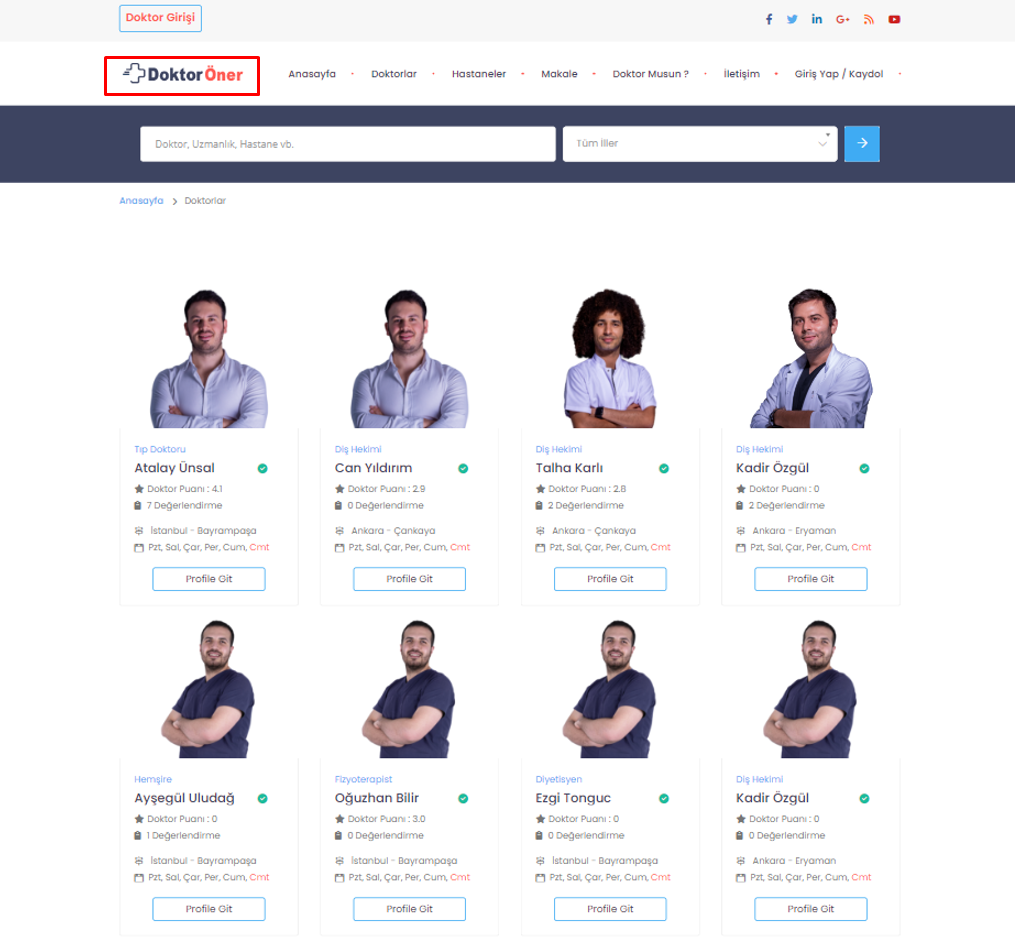 Doktor Girişi
G+
DoktorÖner Anasayfa Doktorlar Hastaneler Makale Doktor Musun ? İletişim Giriş Yap / Kaydol
Doktor, Uzmanlık, Hastane vb. Tüm İller
Anasayfa > Doktorlar
Tıp Doktoru Diş Hekimi Diş Hekimi Diş Hekimi
Atalay Ünsal Can Yıldırım Talha Karlı Kadir Özgül
Doktor Puanı : 4.1 Doktor Puanı : 2.9 Doktor Puanı : 2.8 Doktor Puanı : 0
7 Değerlendirme 0 Değerlendirme 2 Değerlendirme 2 Değerlendirme
İstanbul - Bayrampaşa Ankara - Çankaya Ankara - Çankaya Ankara - Eryaman
Pzt, Sal, Çar, Per, Cum, Cmt Pzt, Sal, Çar, Per, Cum, Cmt Pzt, Sal, Çar, Per, Cum, Cmt Pzt, Sal, Çar, Per, Cum, Cmt
Profile Git Profile Git Profile Git Profile Git
Hemşire Fizyoterapist Diyetisyen Diş Hekimi
Ayşegül Uludağ Oğuzhan Bilir Ezgi Tonguc Kadir Özgül
Doktor Puanı : 0 Doktor Puanı : 3.0 Doktor Puanı : 0 Doktor Puanı : 0
1 Değerlendirme 0 Değerlendirme 0 Değerlendirme 0 Değerlendirme
İstanbul - Bayrampaşa İstanbul - Bayrampaşa İstanbul - Bayrampaşa Ankara - Eryaman
Pzt, Sal, Çar, Per, Cum, Cmt Pzt, Sal, Çar, Per, Cum, Cmt Pzt, Sal, Çar, Per, Cum, Cmt Pzt, Sal, Çar, Per, Cum, Cmt
Profile Git Profile Git Profile Git Profile Git